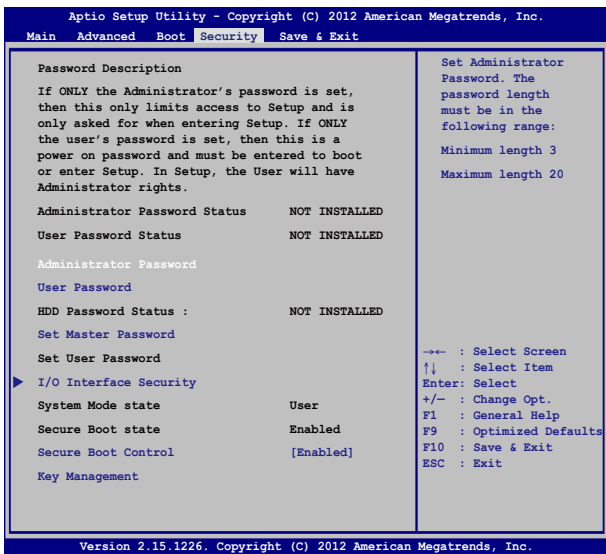 Aptio Setup Utility - Copyright (C) 2012 American Megatrends, Inc.
Main Advanced Boot Security Save & Exit
Password Description
If ONLY the Administrator's password is set,
then this only limits access to Setup and is
only asked for when entering Setup. If ONLY
the user's password is set, then this is a
power on password and must be entered to boot
or enter Setup. In Setup, the User will have
Administrator rights.
Administrator Password Status NOT INSTALLED
User Password Status NOT INSTALLED
Administrator Password
User Password
HDD Password Status : NOT INSTALLED
Set Master Password
Set User Password
I/O Interface Security
System Mode state User
Secure Boot state Enabled
Secure Boot Control [Enabled]
Key Management
Set Administrator
Password. The
password length
must be in the
following range:
Minimum length 3
Maximum length 20
→← : Select Screen
↑↓ : Select Item
Enter: Select
+/— : Change Opt.
F1 : General Help
F9 : Optimized Defaults
F10 : Save & Exit
ESC : Exit
Version 2.15.1226. Copyright (C) 2012 American Megatrends, Inc.